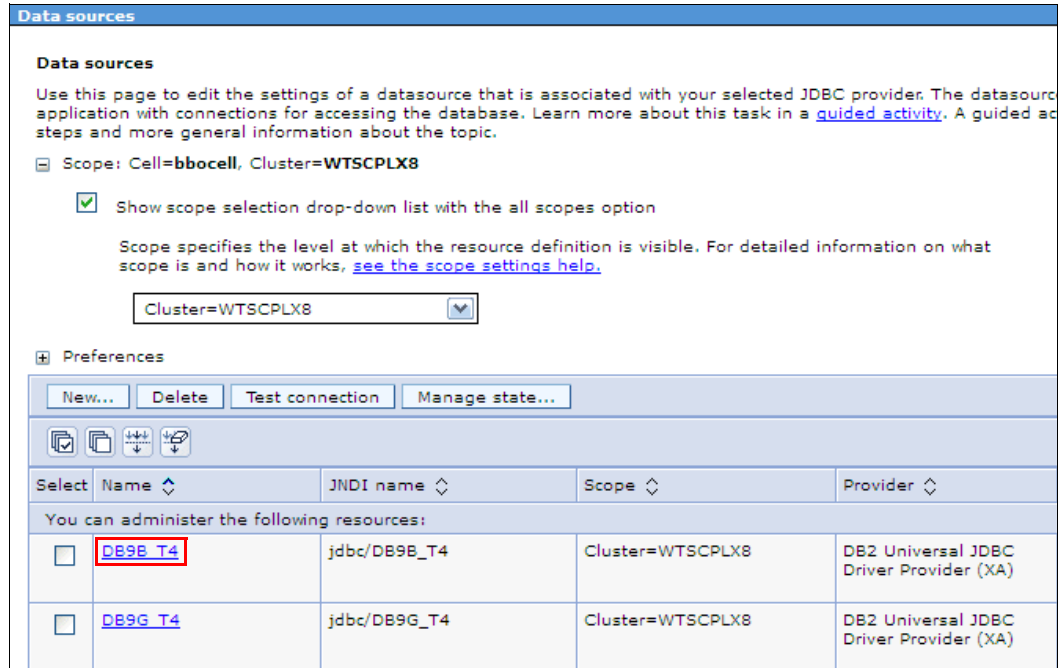 Data sources
Data sources
Use this page to edit the settings of a datasource that is associated with your selected JDBC provider. The datasourc
application with connections for accessing the database. Learn more about this task in a guided activity. A guided ac
steps and more general information about the topic.
Scope: Cell=bbocell, Cluster=WTSCPLX8
Show scope selection drop-down list with the all scopes option
Scope specifies the level at which the resource definition is visible. For detailed information on what
scope is and how it works, see the scope settings help.
Cluster=WTSCPLX8
Preferences
New... Delete Test connection Manage state...
Select Name JNDI name Scope Provider
You can administer the following resources:
DB9B_T4 jdbc/DB9B_T4 Cluster=WTSCPLX8 DB2 Universal JDBC
Driver Provider (XA)
DB9G_T4 jdbc/DB9G_T4 Cluster=WTSCPLX8 DB2 Universal JDBC
Driver Provider (XA)